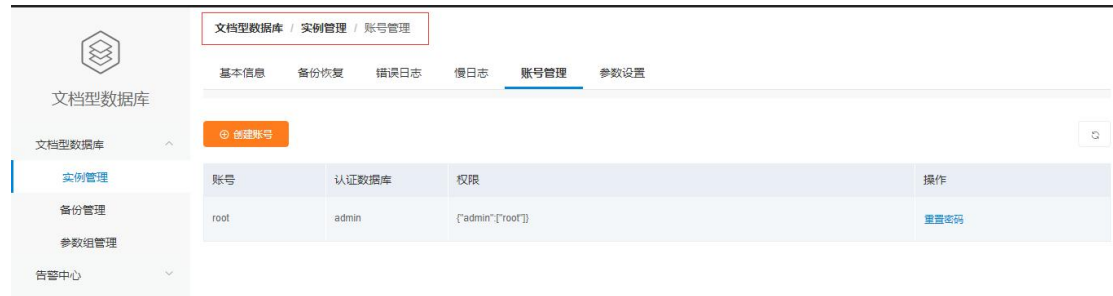 文档型数据库 / 实例管理 / 账号管理
文档型数据库
基本信息 备份恢复 错误日志 慢日志 账号管理 参数设置
文档型数据库
实例管理
备份管理
参数组管理
告警中心
创建账号
账号 认证数据库 权限 操作
root admin {"admin":["root"]} 重置密码